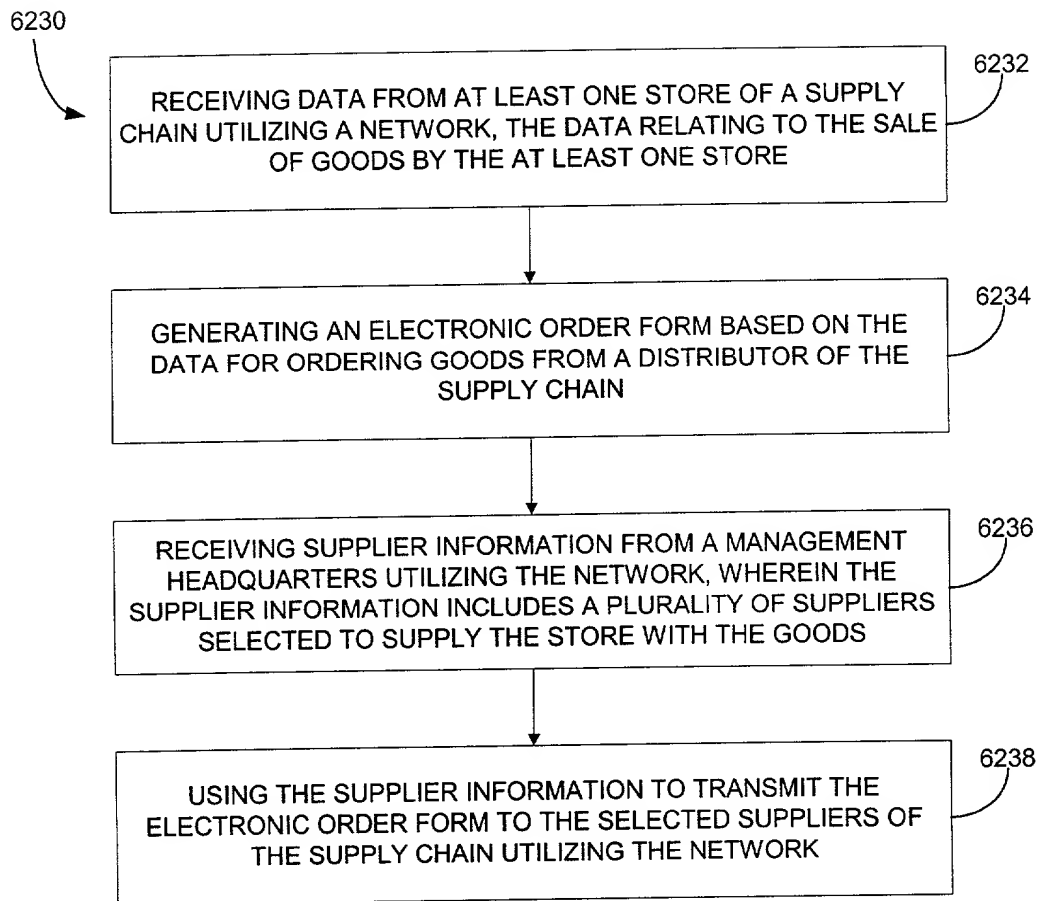 6230
6232
RECEIVING DATA FROM AT LEAST ONE STORE OF A SUPPLY
CHAIN UTILIZING A NETWORK, THE DATA RELATING TO THE SALE
OF GOODS BY THE AT LEAST ONE STORE
6234
GENERATING AN ELECTRONIC ORDER FORM BASED ON THE
DATA FOR ORDERING GOODS FROM A DISTRIBUTOR OF THE
SUPPLY CHAIN
6236
RECEIVING SUPPLIER INFORMATION FROM A MANAGEMENT
HEADQUARTERS UTILIZING THE NETWORK, WHEREIN THE
SUPPLIER INFORMATION INCLUDES A PLURALITY OF SUPPLIERS
SELECTED TO SUPPLY THE STORE WITH THE GOODS
6238
USING THE SUPPLIER INFORMATION TO TRANSMIT THE
ELECTRONIC ORDER FORM TO THE SELECTED SUPPLIERS OF
THE SUPPLY CHAIN UTILIZING THE NETWORK